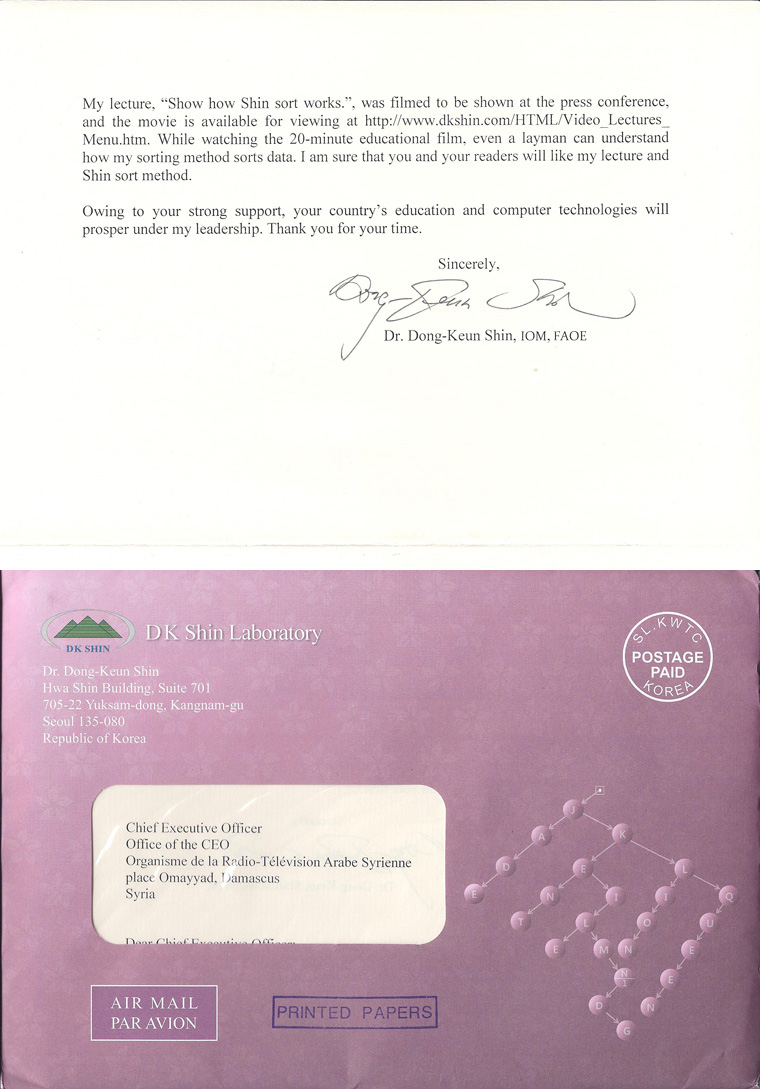 My lecture, “Show how Shin sort works.”, was filmed to be shown at the press conference,
and the movie is available for viewing at http://www.dkshin.com/HTML/Video_Lectures_
Menu.htm. While watching the 20-minute educational film, even a layman can understand
how my sorting method sorts data. I am sure that you and your readers will like my lecture and
Shin sort method.
Owing to your strong support, your country’s education and computer technologies will
prosper under my leadership. Thank you for your time.
Sincerely,
Dong-Keun Shin
Dr. Dong-Keun Shin, IOM, FAOE
DK SHIN
DK Shin Laboratory
Dr. Dong-Keun Shin
Hwa Shin Building, Suite 701
705-22 Yuksam-dong, Kangnam-gu
Seoul 135-080
Republic of Korea
SL.KWTC
POSTAGE
PAID
KOREA
Chief Executive Officer
Office of the CEO
Organisme de la Radio-Télévision Arabe Syrienne
place Omayyad, Damascus
Syria
Dear Chief Executive Officer:
AIR MAIL
PAR AVION
PRINTED PAPERS
A K
D E L
E N I I Q
T L O U
E M N E
N E
D N
G